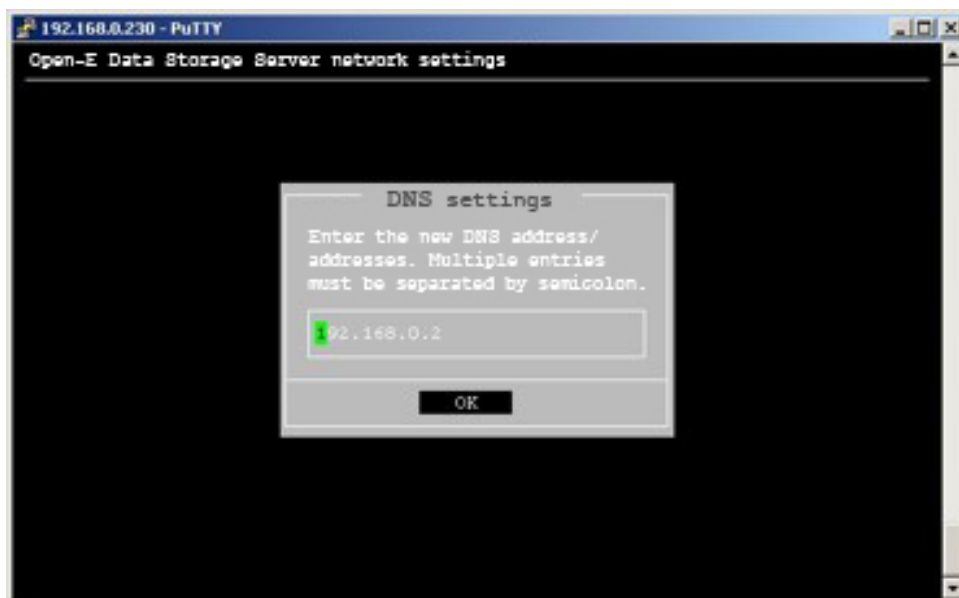 192.168.0.230 - PuTTY
Open-E Data Storage Server network settings
DNS settings
Enter the new DNS address/
addresses. Multiple entries
must be separated by semicolon.
192.168.0.2
OK